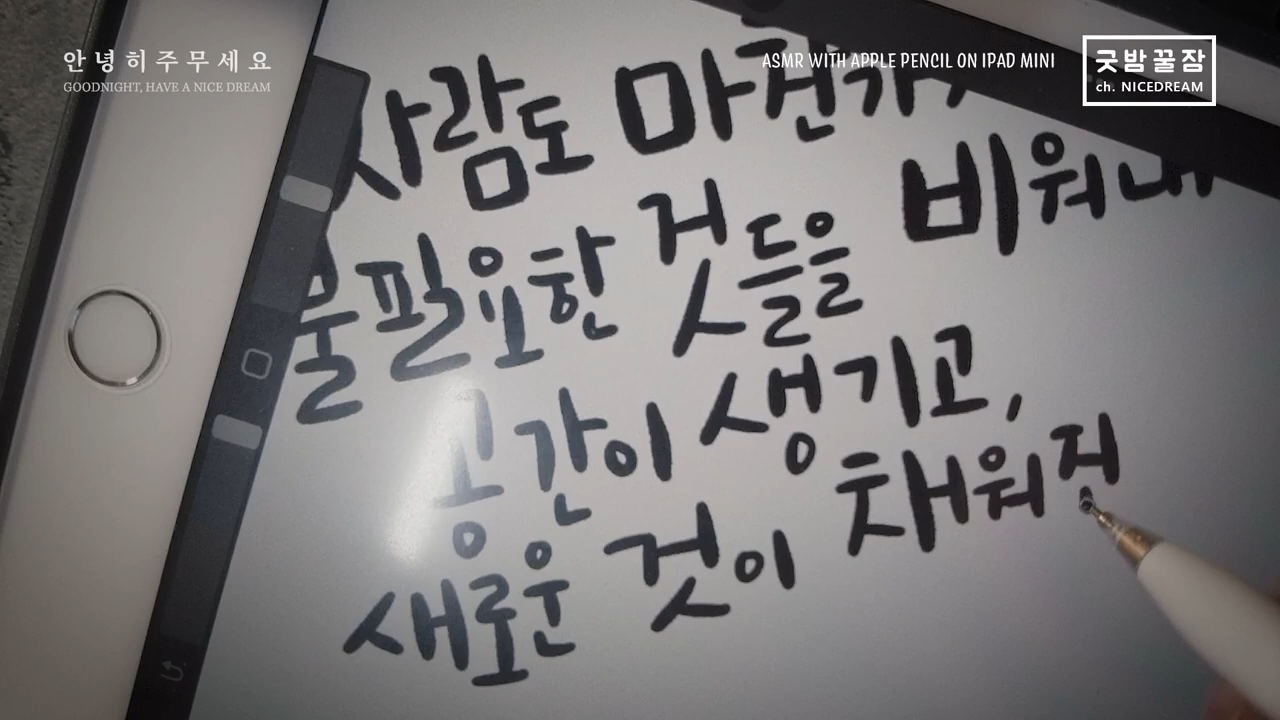 안녕히주무세요
GOODNIGHT, HAVE A NICE DREAM
ASMR WITH APPLE PENCIL ON IPAD MINI
굿밤꿀잠
ch. NICEDREAM
사람도 마찬가지,
불필요한 것들을 비워내
공간이 생기고,
새로운 것이 채워진